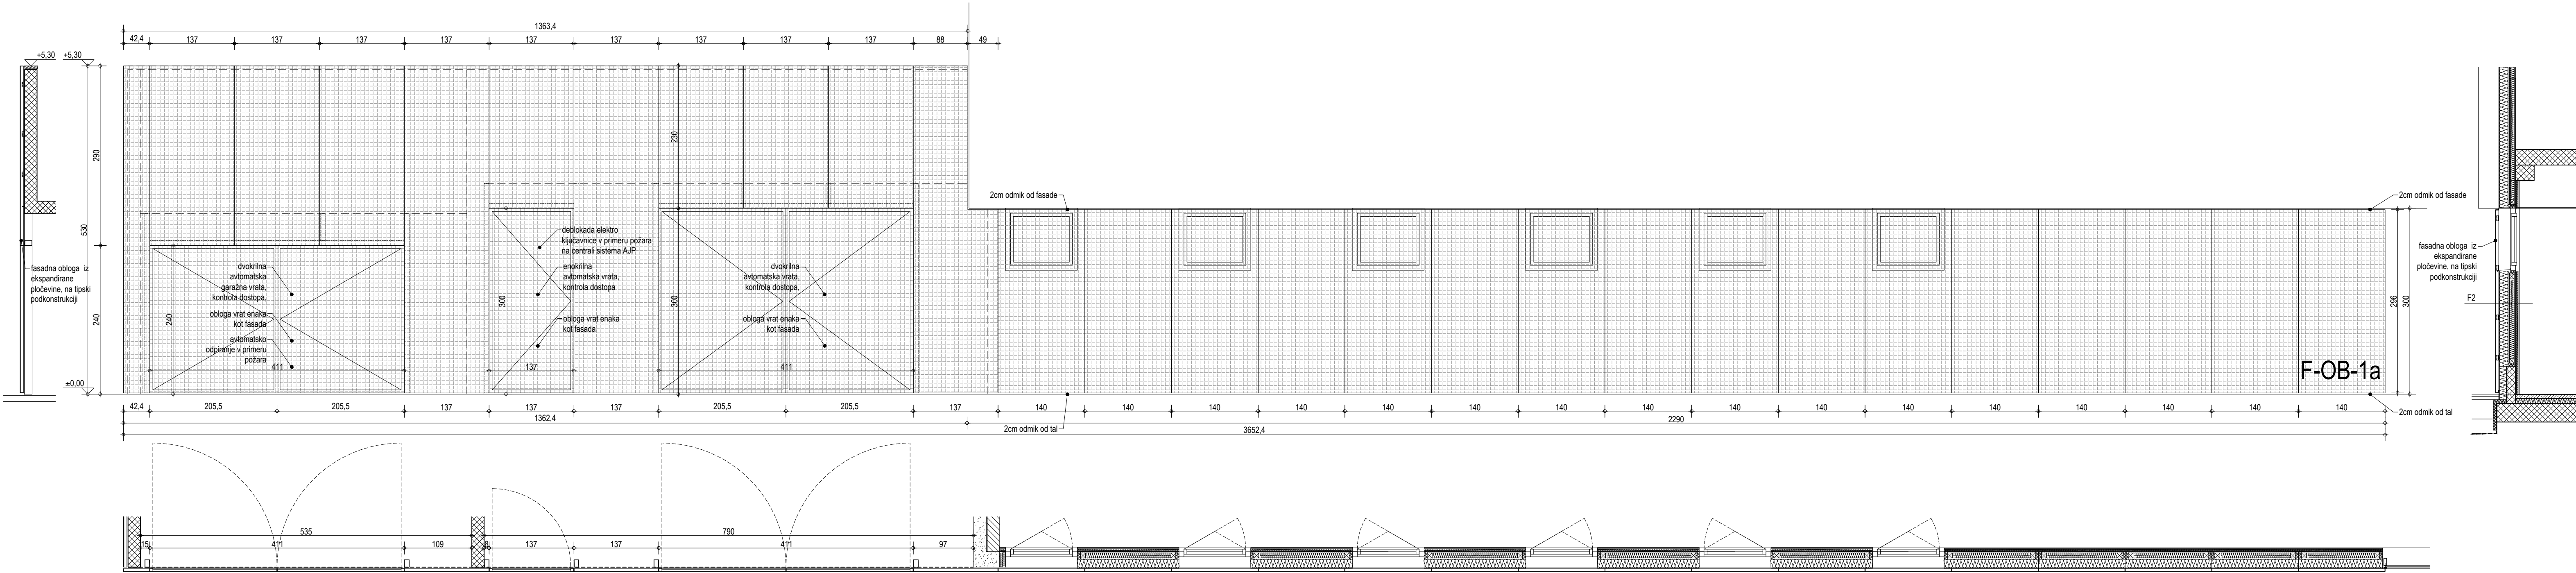 1363,4
42,4 137 137 137 137 137 137 137 137 137 88 49
+5,30 +5,30
290
530
240
±0,00
230
2cm odmik od fasade
2cm odmik od fasade
deblokada elektro
ključavnice v primeru požara
na centrali sistema AJP
enokrilna
avtomatska vrata,
kontrola dostopa
obloga vrat enaka
kot fasada
dvokrilna
avtomatska
garažna vrata,
kontrola dostopa,
obloga vrat enaka
kot fasada
avtomatsko
odpiranje v primeru
požara
dvokrilna
avtomatska vrata,
kontrola dostopa,
obloga vrat enaka
kot fasada
fasadna obloga iz
ekspandirane
pločevine, na tipski
podkonstrukciji
fasadna obloga iz
ekspandirane
pločevine, na tipski
podkonstrukciji
F2
240
300
300
296
300
411 137 411
F-OB-1a
42,4 205,5 205,5 137 137 137 205,5 205,5 137 140 140 140 140 140 140 140 140 140 140 140 140 140 140 140 140
1362,4 2290
2cm odmik od tal
2cm odmik od tal
3652,4
535 790
15 411 109 8 137 137 411 97